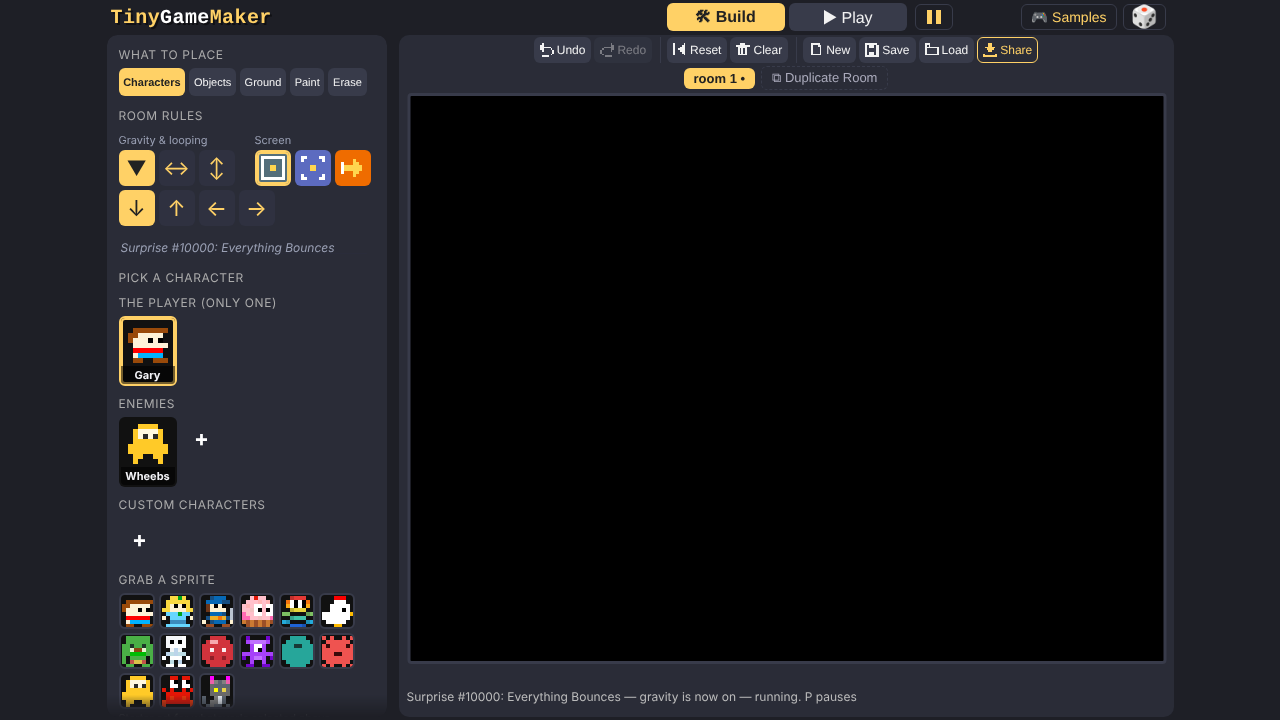 TinyGameMaker
🛠 Build
▶ Play
🎮 Samples
WHAT TO PLACE
Characters
Objects
Ground
Paint
Erase
ROOM RULES
Gravity & looping
Screen
Surprise #10000: Everything Bounces
PICK A CHARACTER
THE PLAYER (ONLY ONE)
Gary
ENEMIES
Wheebs
+
CUSTOM CHARACTERS
+
GRAB A SPRITE
Undo
Redo
Reset
Clear
New
Save
Load
Share
room 1 •
⧉ Duplicate Room
Surprise #10000: Everything Bounces — gravity is now on — running. P pauses